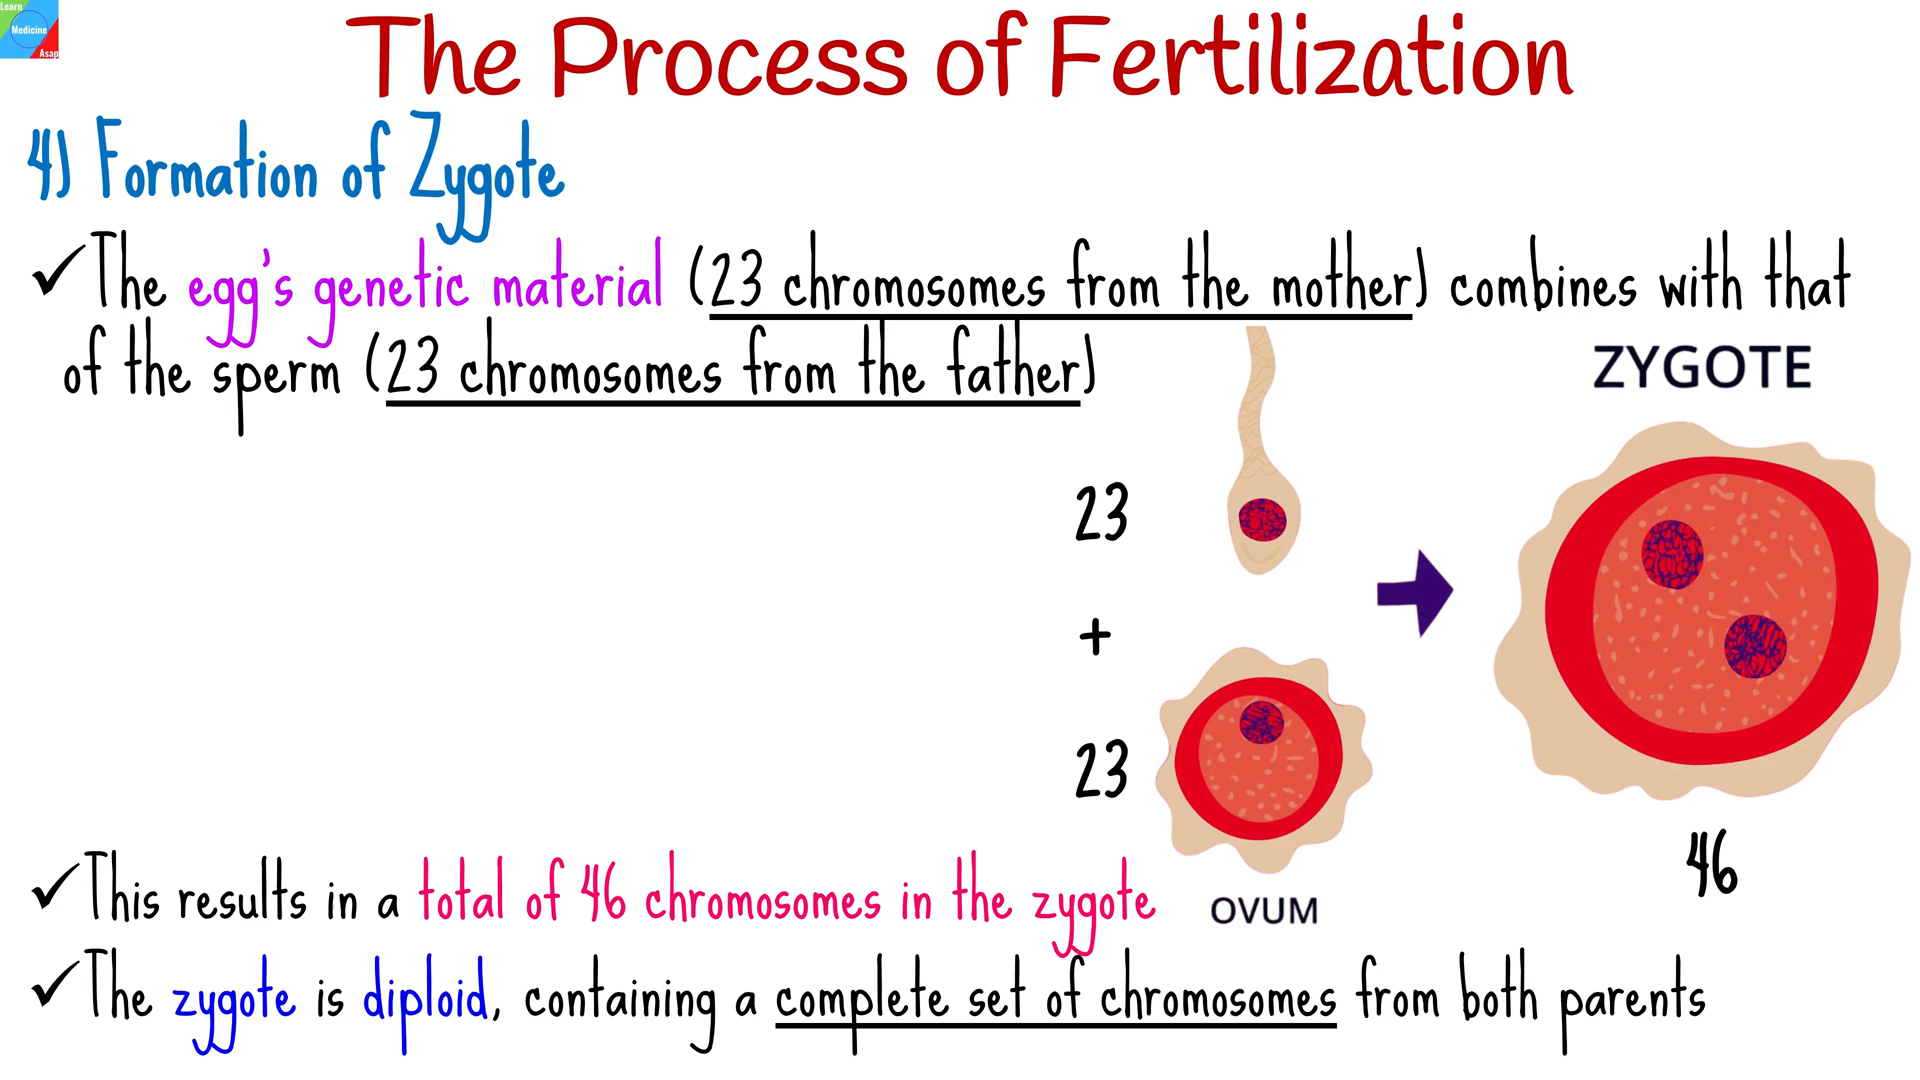 Learn
Medicine
Asap
The Process of Fertilization
4) Formation of Zygote
✓The egg's genetic material (23 chromosomes from the mother) combines with that
of the sperm (23 chromosomes from the father)
ZYGOTE
23
+
23
46
OVUM
✓This results in a total of 46 chromosomes in the zygote
✓The zygote is diploid, containing a complete set of chromosomes from both parents